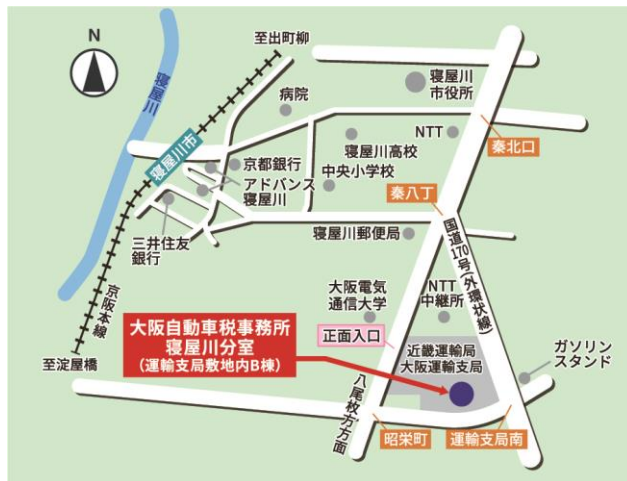 N
至出町柳
寝屋川
病院
寝屋川
市役所
NTT
秦北口
寝屋川市
京都銀行
アドバンス
寝屋川
寝屋川高校
中央小学校
秦八丁
三井住友
銀行
寝屋川郵便局
国道170号(外環状線)
京阪本線
大阪電気
通信大学
NTT
中継所
大阪自動車税事務所
寝屋川分室
(運輸支局敷地内B棟)
正面入口
近畿運輸局
大阪運輸支局
ガソリン
スタンド
至淀屋橋
八尾枚方方面
昭栄町
運輸支局南